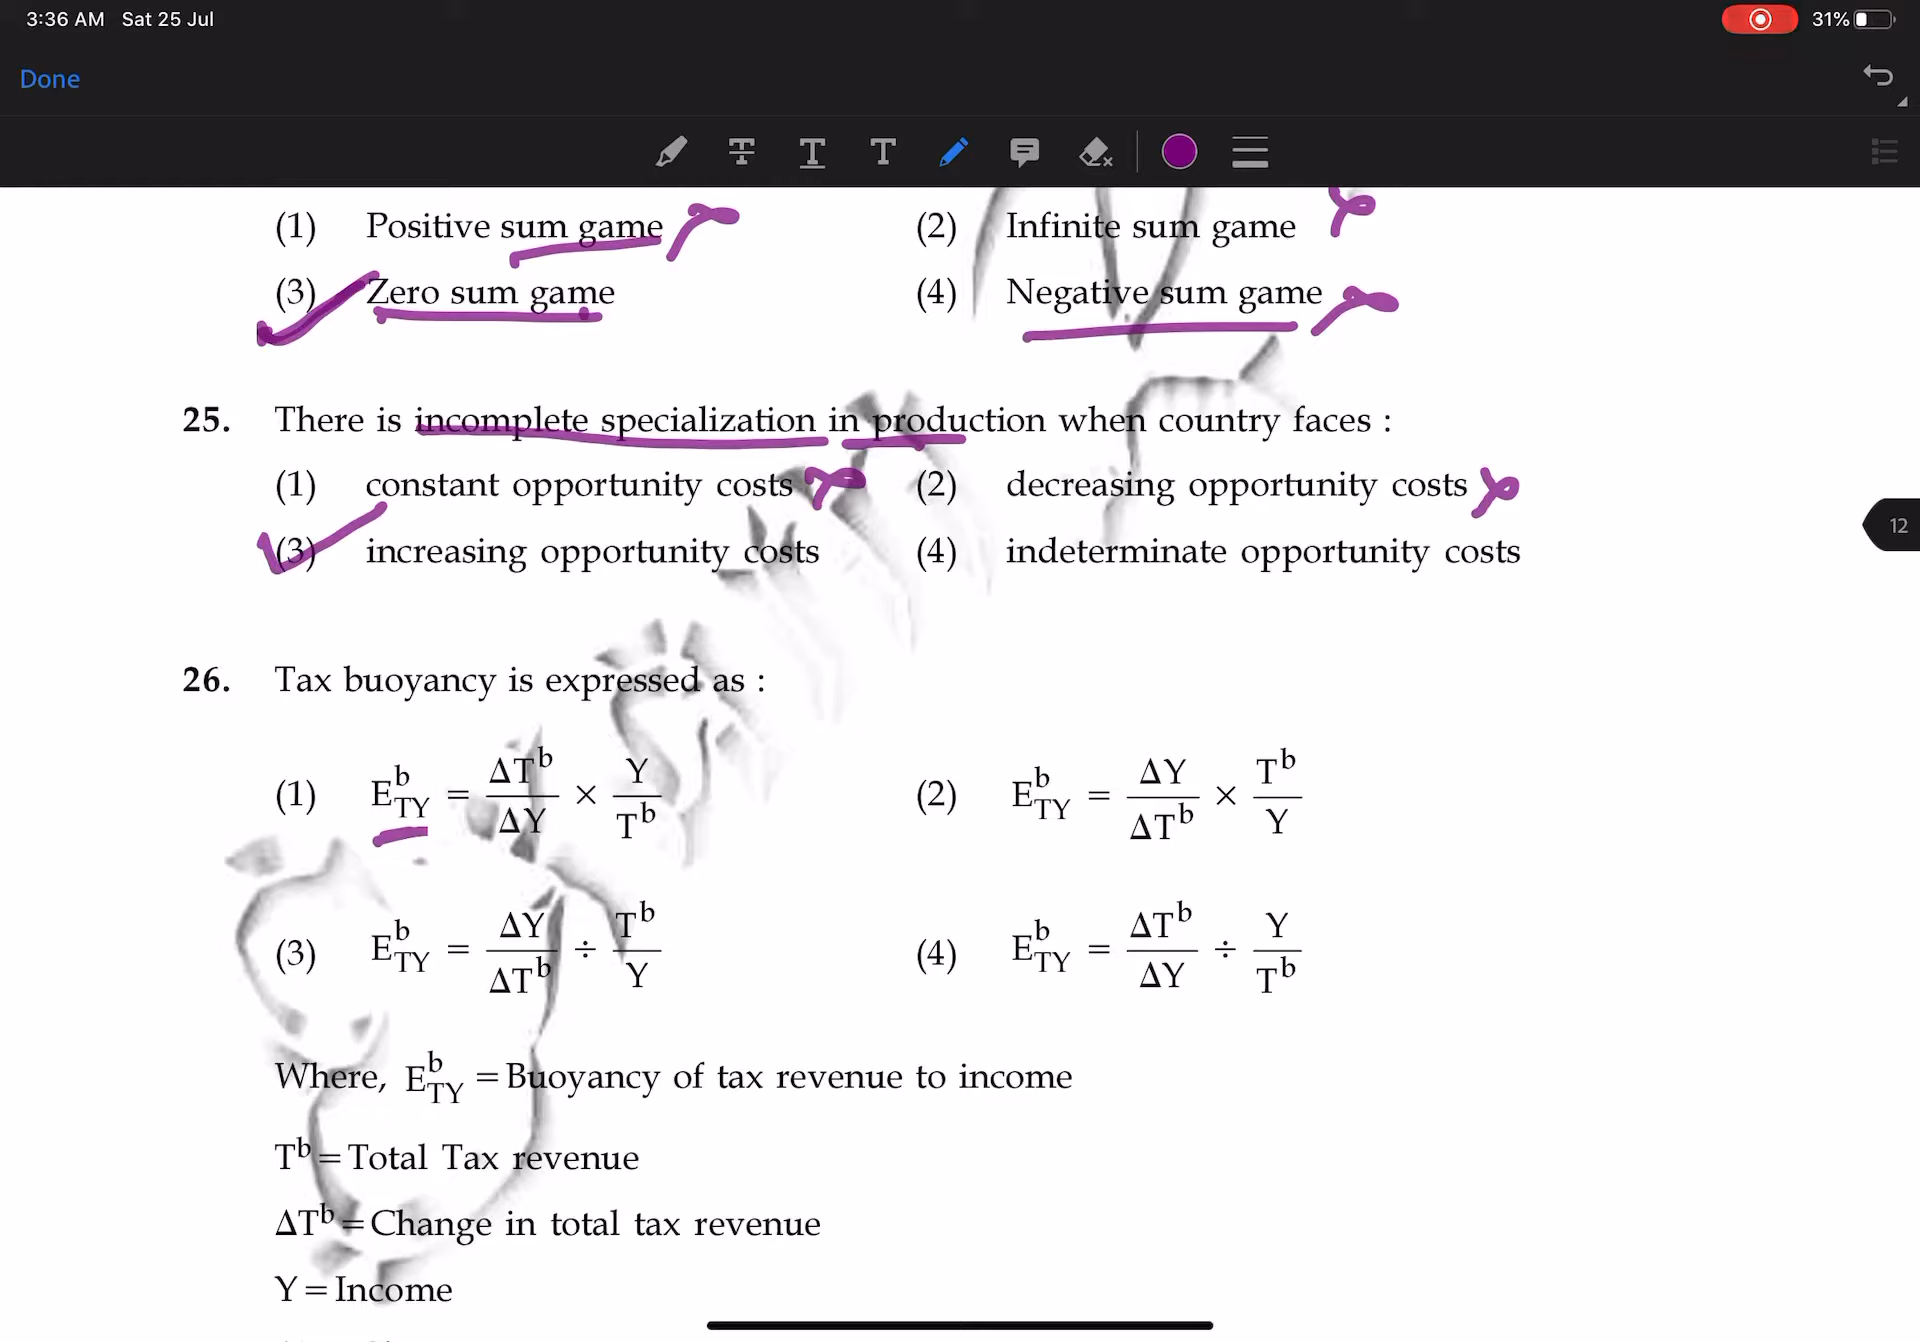 3:36 AM Sat 25 Jul
31%
Done
(1) Positive sum game (2) Infinite sum game
(3) Zero sum game (4) Negative sum game
25. There is incomplete specialization in production when country faces :
(1) constant opportunity costs (2) decreasing opportunity costs
(3) increasing opportunity costs (4) indeterminate opportunity costs
12
26. Tax buoyancy is expressed as :
(1) E^b_TY = ΔT^b/ΔY × Y/T^b (2) E^b_TY = ΔY/ΔT^b × T^b/Y
(3) E^b_TY = ΔY/ΔT^b ÷ T^b/Y (4) E^b_TY = ΔT^b/ΔY ÷ Y/T^b
Where, E^b_TY = Buoyancy of tax revenue to income
T^b = Total Tax revenue
ΔT^b = Change in total tax revenue
Y = Income